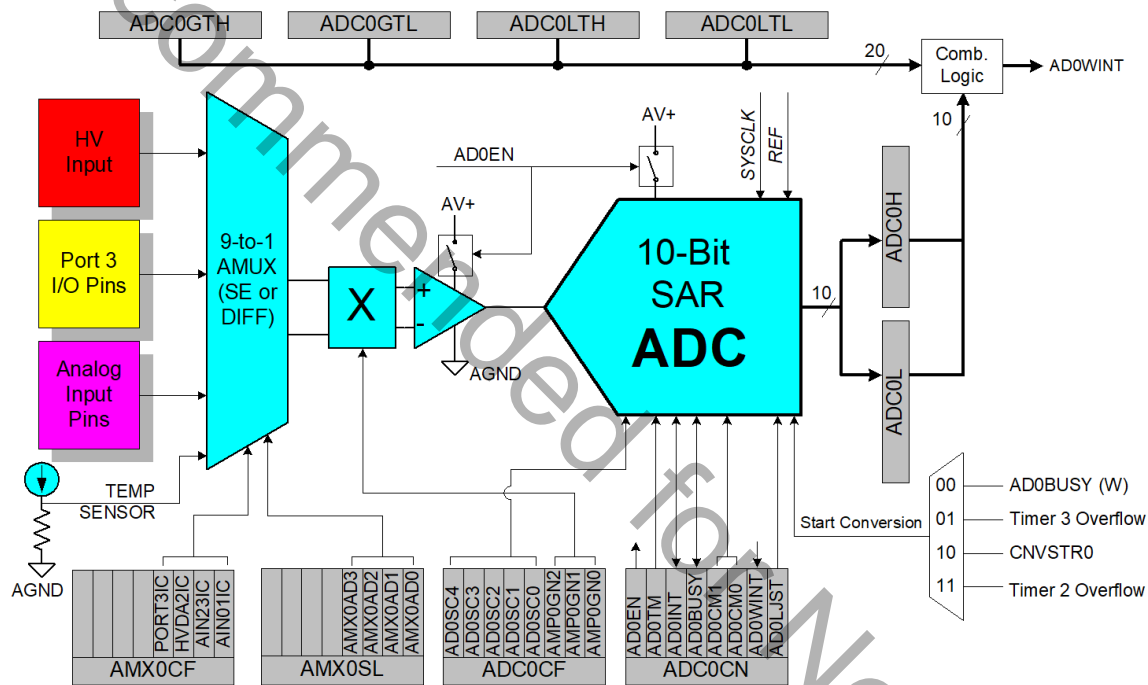 ADC0GTH
ADC0GTL
ADC0LTH
ADC0LTL
20
Comb.
Logic
AD0WINT
10
HV
Input
Port 3
I/O Pins
Analog
Input
Pins
9-to-1
AMUX
(SE or
DIFF)
AD0EN
AV+
AV+
SYSCLK
REF
X
+
-
AGND
10-Bit
SAR
ADC
10
ADC0H
ADC0L
TEMP
SENSOR
AGND
Start Conversion
00
AD0BUSY (W)
01
Timer 3 Overflow
10
CNVSTR0
11
Timer 2 Overflow
PORT3IC
HVDA2IC
AIN23IC
AIN01IC
AMX0CF
AMX0AD3
AMX0AD2
AMX0AD1
AMX0AD0
AMX0SL
AD0SC4
AD0SC3
AD0SC2
AD0SC1
AD0SC0
AMP0GN2
AMP0GN1
AMP0GN0
ADC0CF
AD0EN
AD0TM
AD0INT
AD0BUSY
AD0CM1
AD0CM0
AD0WINT
AD0LJST
ADC0CN
commended for Ne